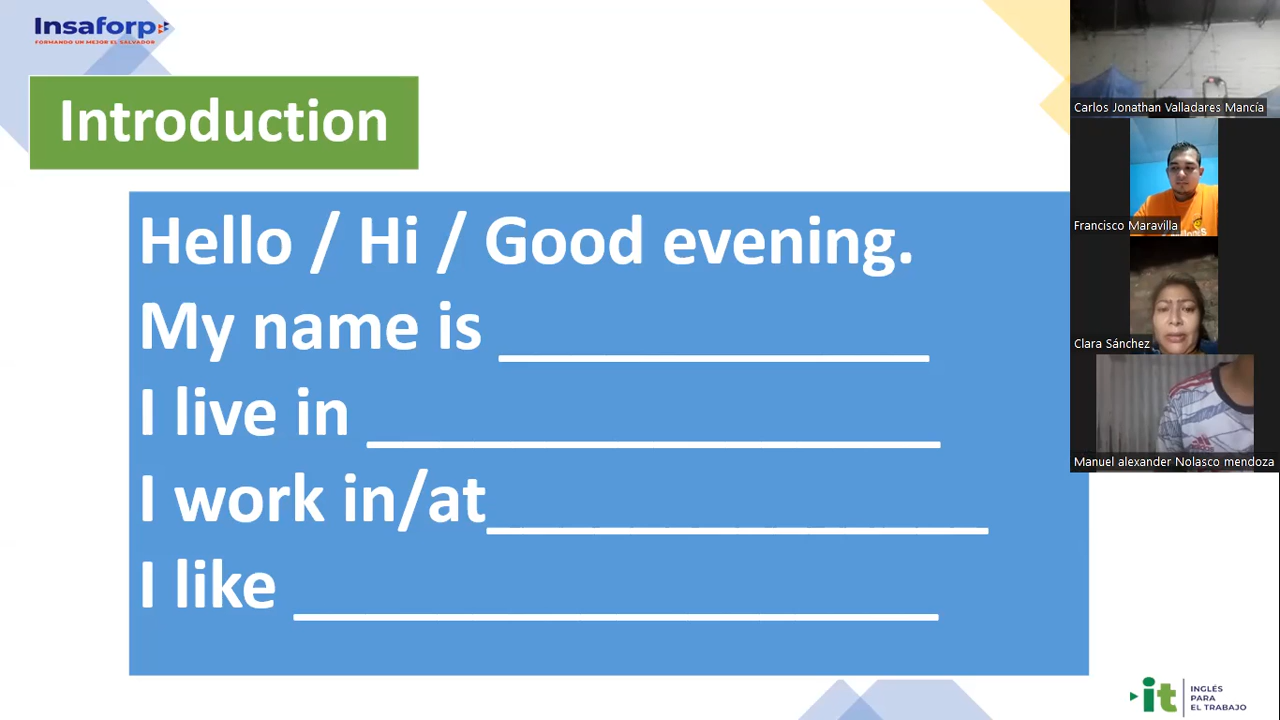 Insaforp
FORMANDO UN MEJOR EL SALVADOR
Introduction
Hello / Hi / Good evening.
My name is _______________
I live in ____________________
I work in/at_________________
I like ______________________
Carlos Jonathan Valladares Mancía
Francisco Maravilla
Clara Sánchez
Manuel alexander Nolasco mendoza
it
INGLÉS
PARA
EL TRABAJO